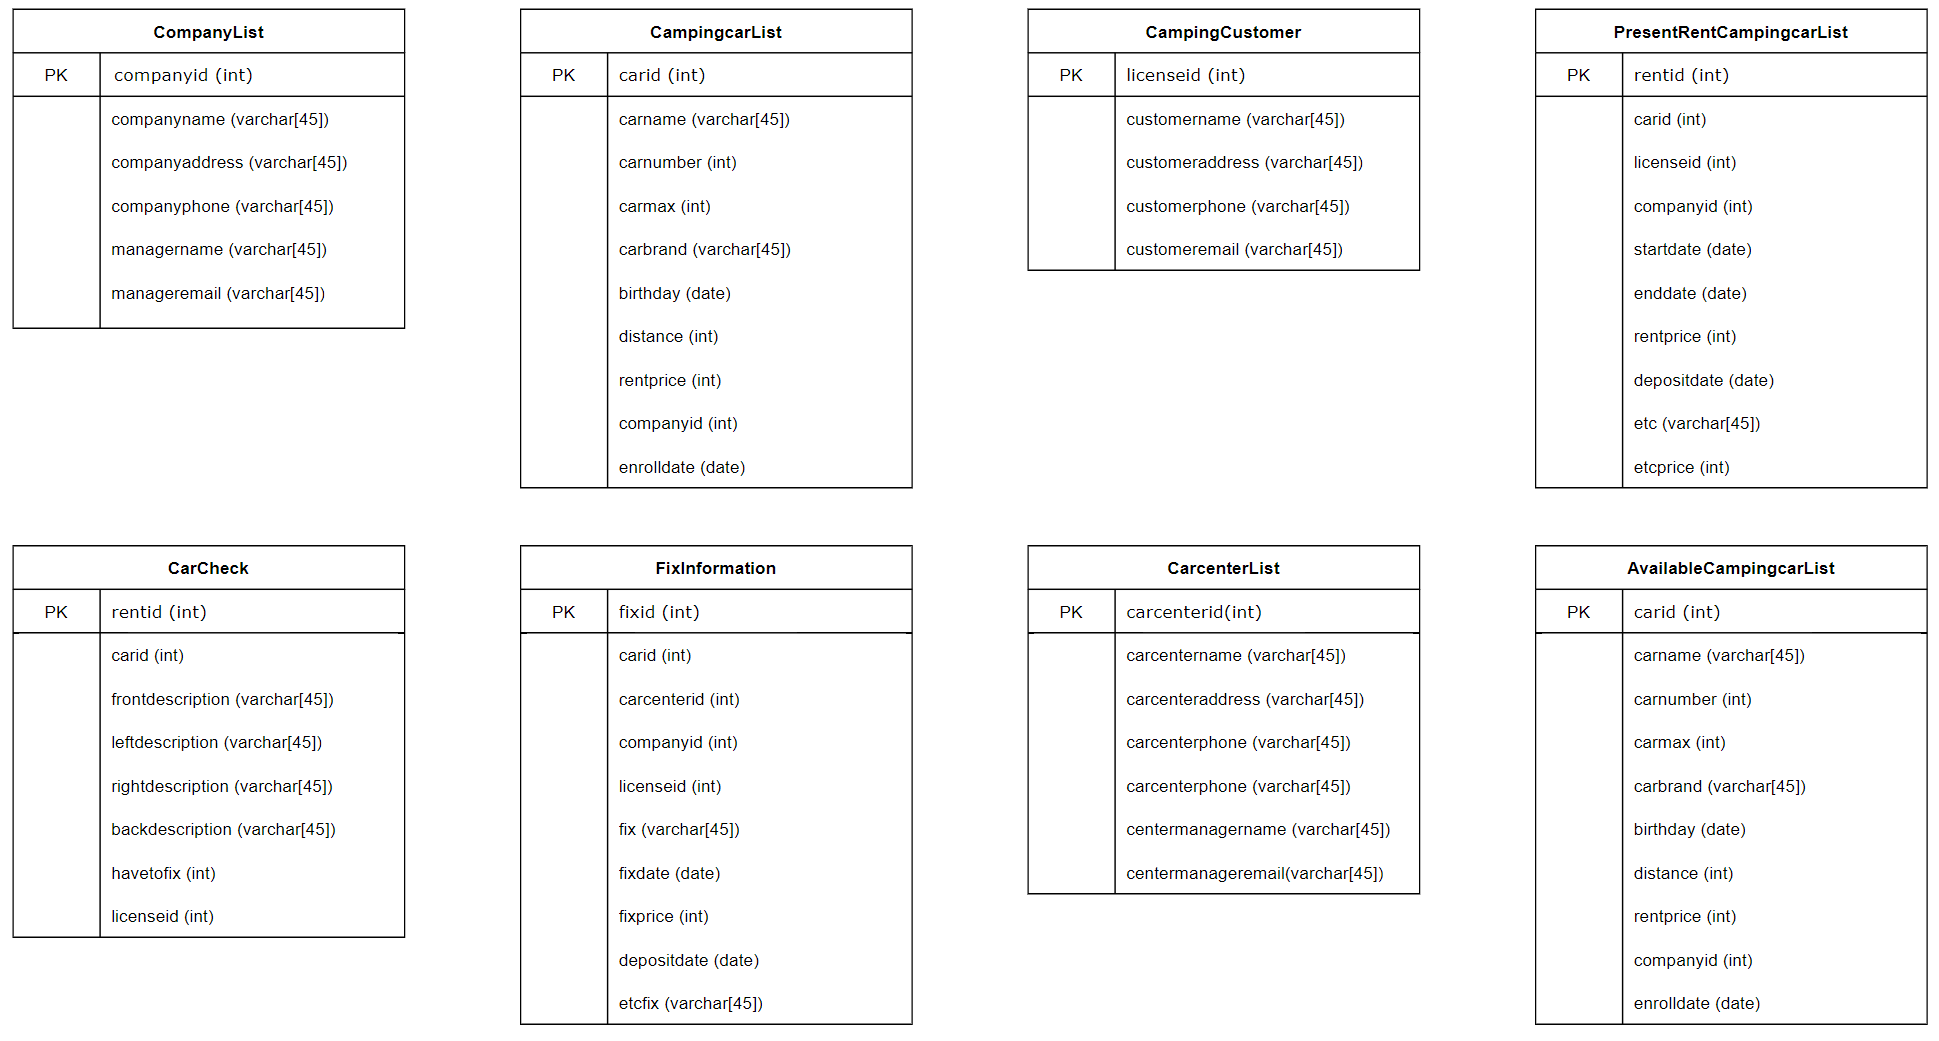 CompanyList
PK companyid (int)
companyname (varchar[45])
companyaddress (varchar[45])
companyphone (varchar[45])
managername (varchar[45])
manageremail (varchar[45])
CampingcarList
PK carid (int)
carname (varchar[45])
carnumber (int)
carmax (int)
carbrand (varchar[45])
birthday (date)
distance (int)
rentprice (int)
companyid (int)
enrolldate (date)
CampingCustomer
PK licenseid (int)
customername (varchar[45])
customeraddress (varchar[45])
customerphone (varchar[45])
customeremail (varchar[45])
PresentRentCampingcarList
PK rentid (int)
carid (int)
licenseid (int)
companyid (int)
startdate (date)
enddate (date)
rentprice (int)
depositdate (date)
etc (varchar[45])
etcprice (int)
CarCheck
PK rentid (int)
carid (int)
frontdescription (varchar[45])
leftdescription (varchar[45])
rightdescription (varchar[45])
backdescription (varchar[45])
havetofix (int)
licenseid (int)
FixInformation
PK fixid (int)
carid (int)
carcenterid (int)
companyid (int)
licenseid (int)
fix (varchar[45])
fixdate (date)
fixprice (int)
depositdate (date)
etcfix (varchar[45])
CarcenterList
PK carcenterid(int)
carcentername (varchar[45])
carcenteraddress (varchar[45])
carcenterphone (varchar[45])
carcenterphone (varchar[45])
centermanagername (varchar[45])
centermanageremail(varchar[45])
AvailableCampingcarList
PK carid (int)
carname (varchar[45])
carnumber (int)
carmax (int)
carbrand (varchar[45])
birthday (date)
distance (int)
rentprice (int)
companyid (int)
enrolldate (date)